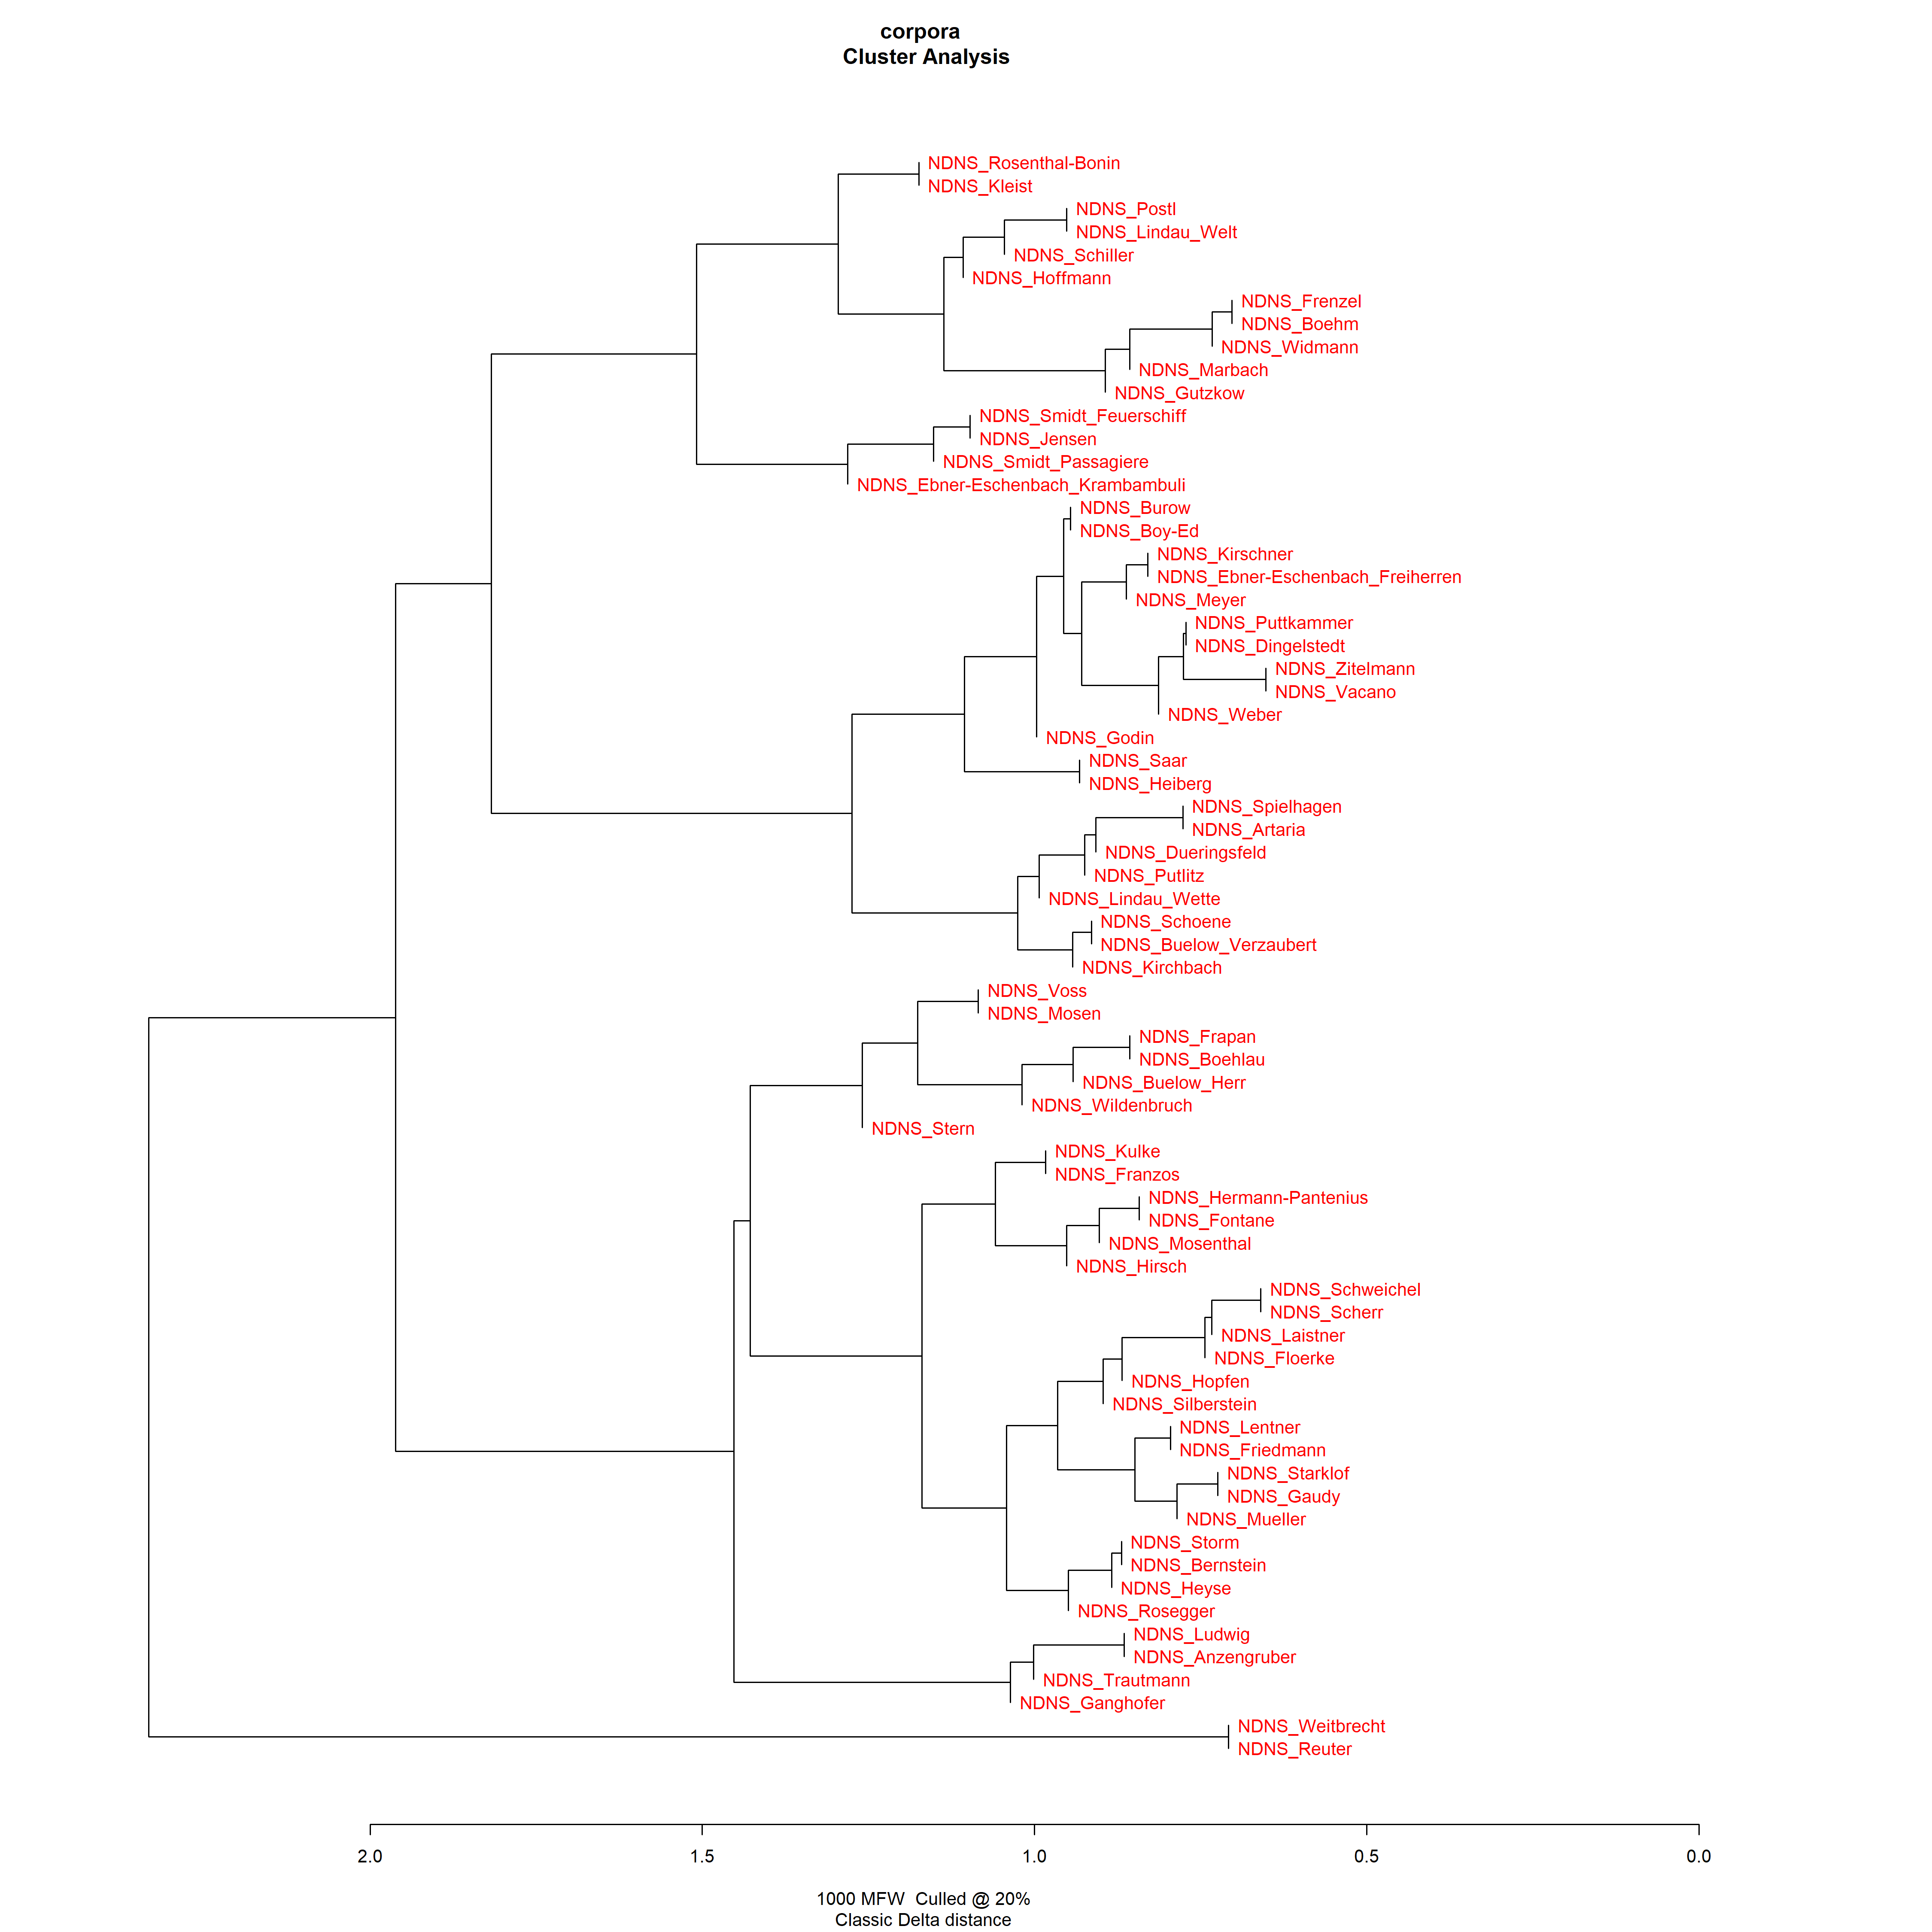 corpora
Cluster Analysis
NDNS_Rosenthal-Bonin
NDNS_Kleist
NDNS_Postl
NDNS_Lindau_Welt
NDNS_Schiller
NDNS_Hoffmann
NDNS_Frenzel
NDNS_Boehm
NDNS_Widmann
NDNS_Marbach
NDNS_Gutzkow
NDNS_Smidt_Feuerschiff
NDNS_Jensen
NDNS_Smidt_Passagiere
NDNS_Ebner-Eschenbach_Krambambuli
NDNS_Burow
NDNS_Boy-Ed
NDNS_Kirschner
NDNS_Ebner-Eschenbach_Freiherren
NDNS_Meyer
NDNS_Puttkammer
NDNS_Dingelstedt
NDNS_Zitelmann
NDNS_Vacano
NDNS_Weber
NDNS_Godin
NDNS_Saar
NDNS_Heiberg
NDNS_Spielhagen
NDNS_Artaria
NDNS_Dueringsfeld
NDNS_Putlitz
NDNS_Lindau_Wette
NDNS_Schoene
NDNS_Buelow_Verzaubert
NDNS_Kirchbach
NDNS_Voss
NDNS_Mosen
NDNS_Frapan
NDNS_Boehlau
NDNS_Buelow_Herr
NDNS_Wildenbruch
NDNS_Stern
NDNS_Kulke
NDNS_Franzos
NDNS_Hermann-Pantenius
NDNS_Fontane
NDNS_Mosenthal
NDNS_Hirsch
NDNS_Schweichel
NDNS_Scherr
NDNS_Laistner
NDNS_Floerke
NDNS_Hopfen
NDNS_Silberstein
NDNS_Lentner
NDNS_Friedmann
NDNS_Starklof
NDNS_Gaudy
NDNS_Mueller
NDNS_Storm
NDNS_Bernstein
NDNS_Heyse
NDNS_Rosegger
NDNS_Ludwig
NDNS_Anzengruber
NDNS_Trautmann
NDNS_Ganghofer
NDNS_Weitbrecht
NDNS_Reuter
2.0 1.5 1.0 0.5 0.0
1000 MFW  Culled @ 20%
Classic Delta distance